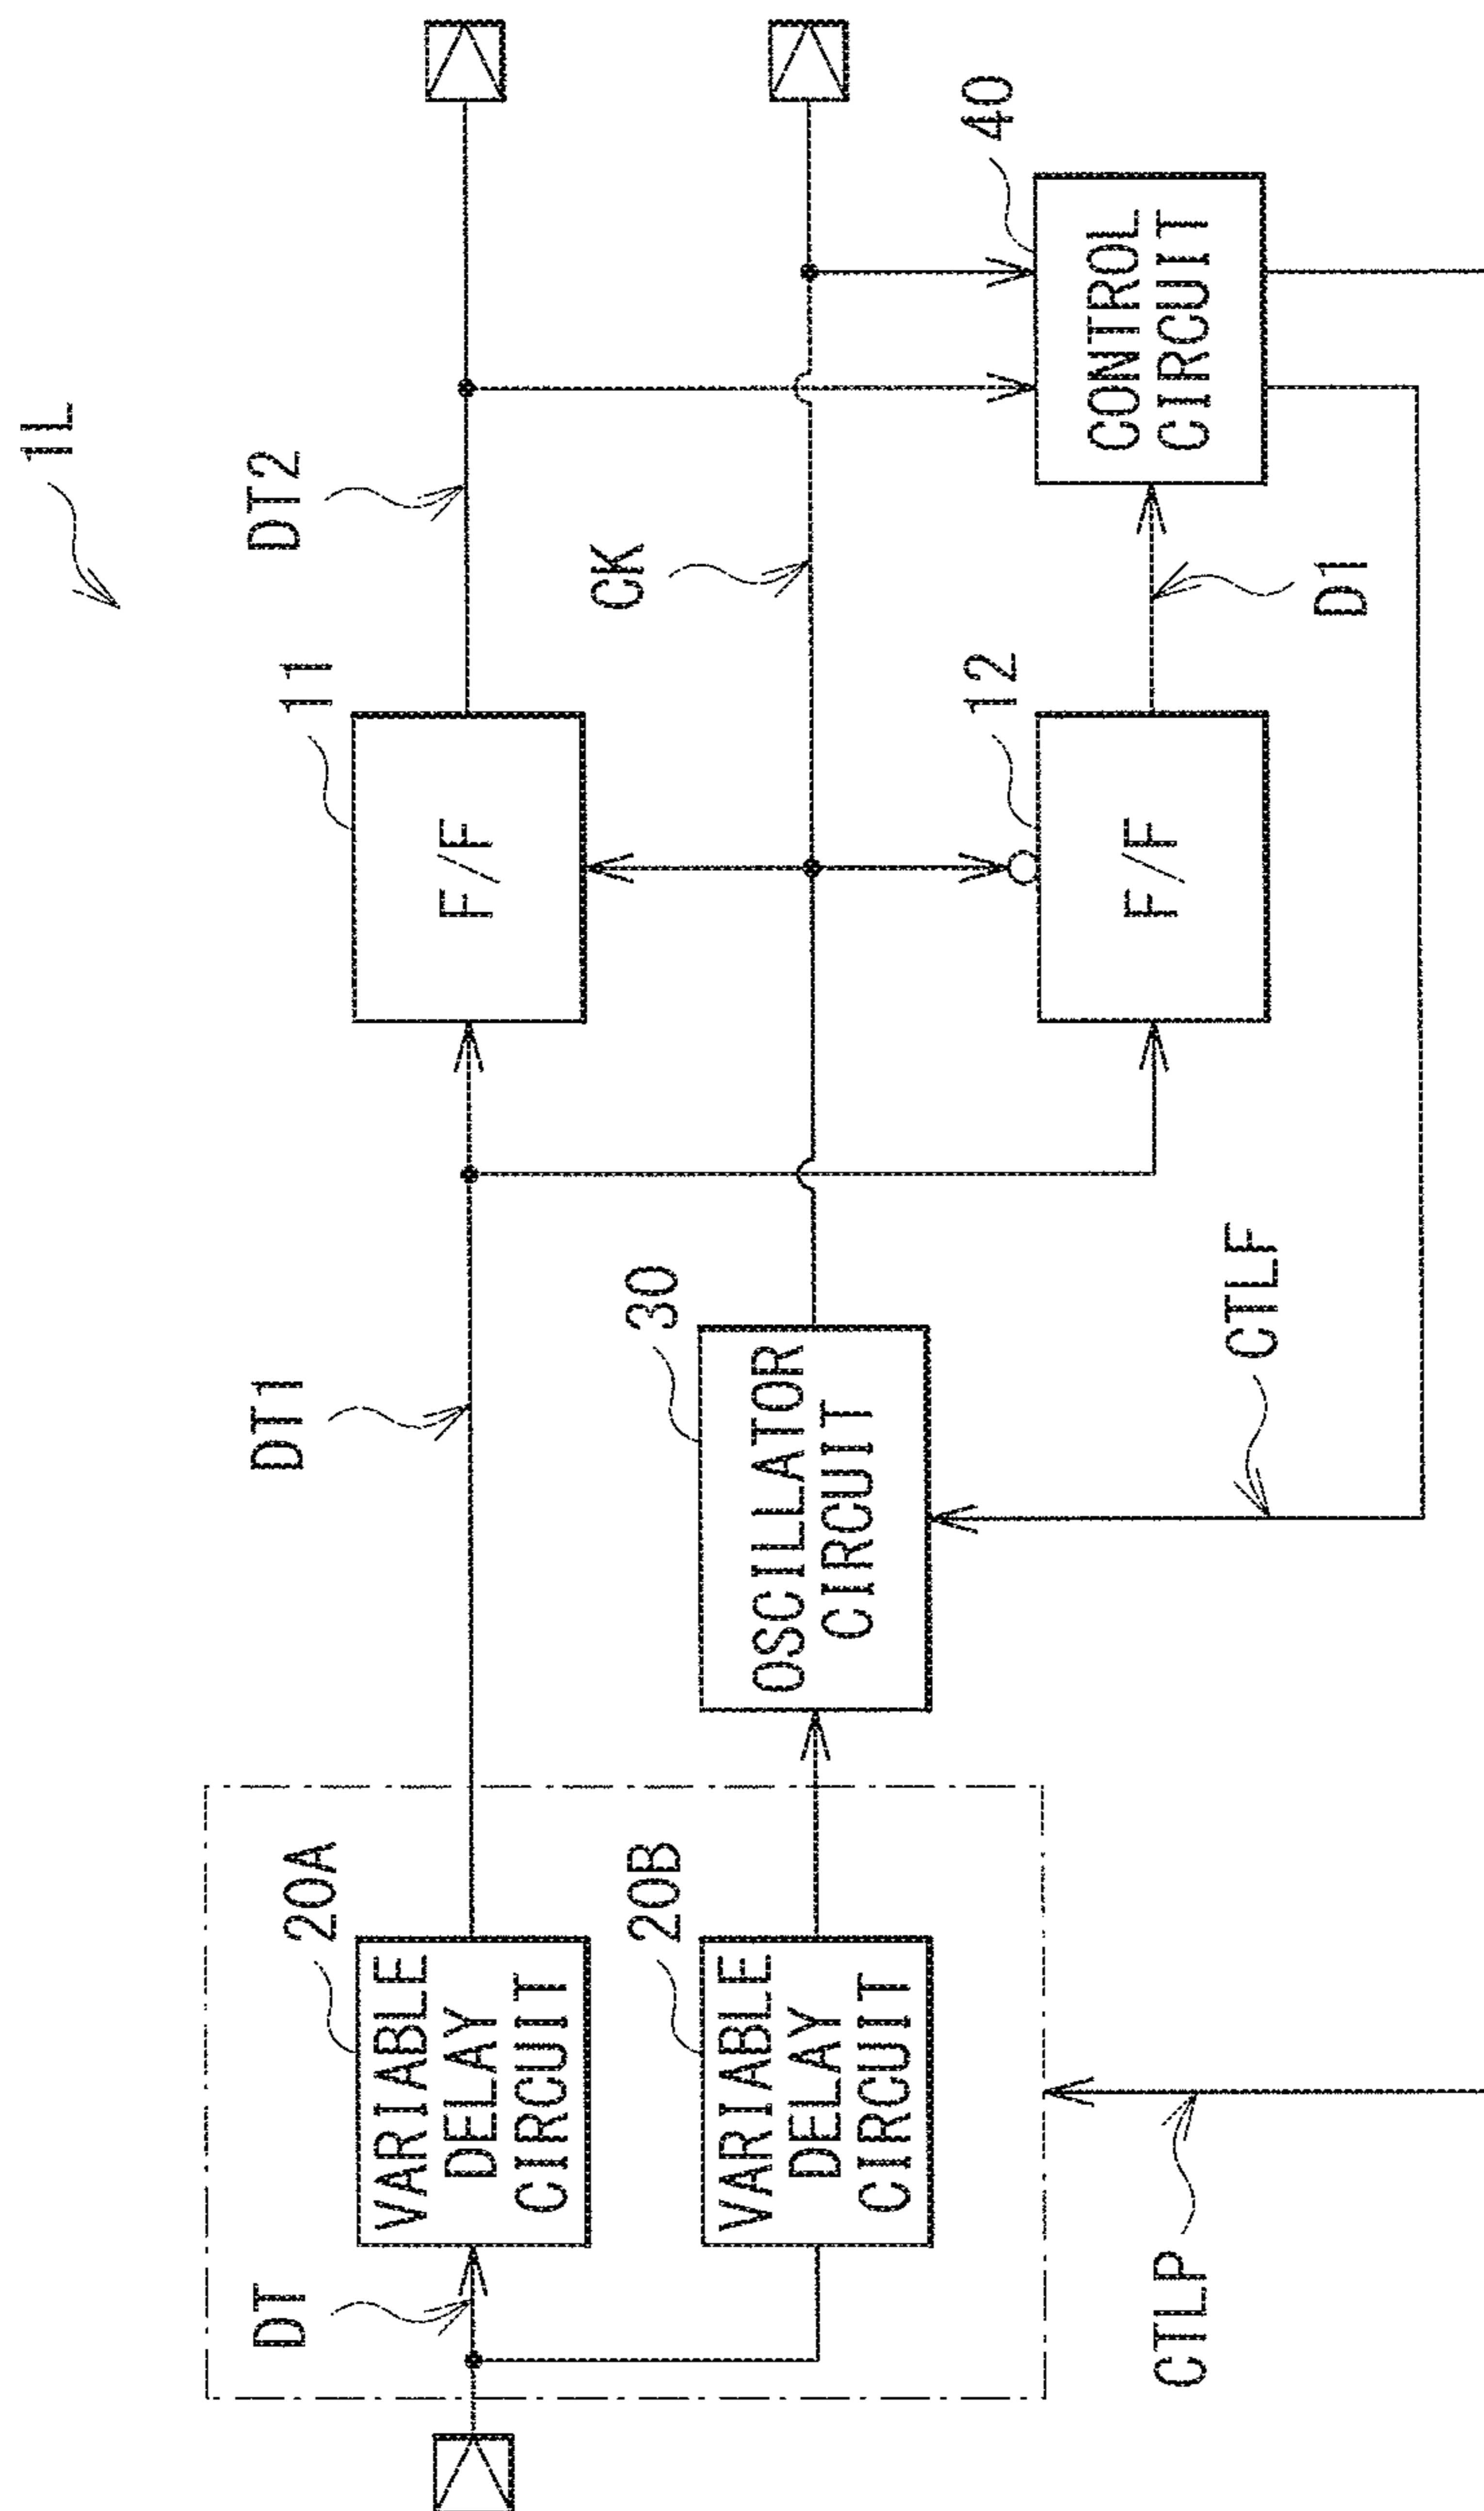 1L
DT
20A
VARIABLE
DELAY
CIRCUIT
DT1
11
F/F
DT2
20B
VARIABLE
DELAY
CIRCUIT
30
OSCILLATOR
CIRCUIT
CK
12
F/F
D1
40
CONTROL
CIRCUIT
CTLP
CTLF